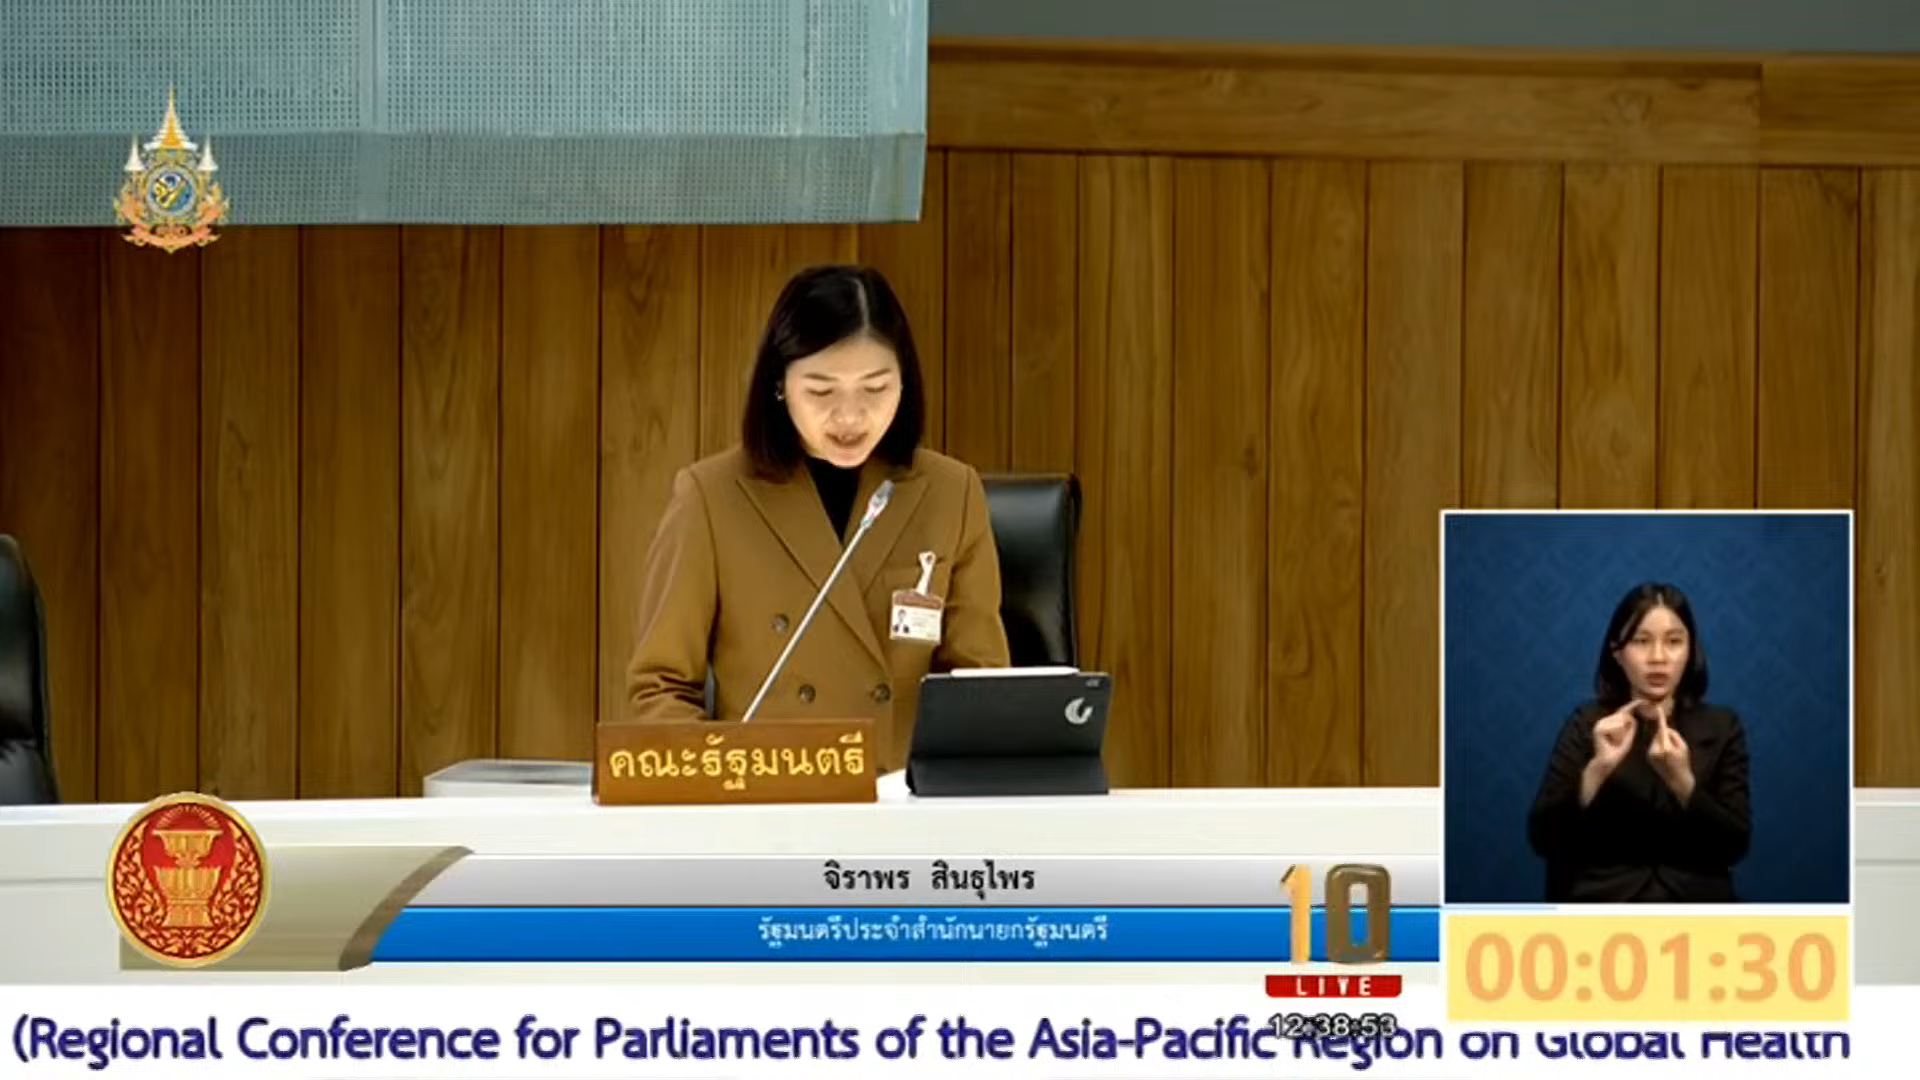 คณะรัฐมนตรี
จิราพร สินธุไพร
รัฐมนตรีประจำสำนักนายกรัฐมนตรี
10
LIVE
00:01:30
12:38:53
(Regional Conference for Parliaments of the Asia-Pacific Region on Global Health